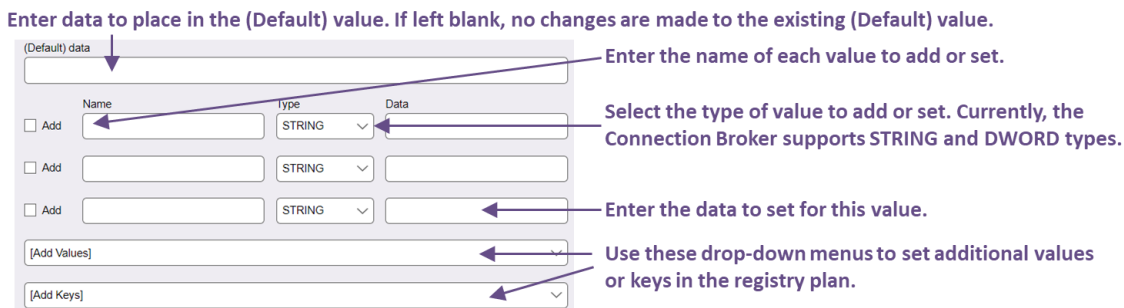 Enter data to place in the (Default) value. If left blank, no changes are made to the existing (Default) value.
(Default) data
Enter the name of each value to add or set.
Name Type Data
Add STRING
Select the type of value to add or set. Currently, the
Connection Broker supports STRING and DWORD types.
Add STRING
Add STRING
Enter the data to set for this value.
[Add Values]
Use these drop-down menus to set additional values
or keys in the registry plan.
[Add Keys]